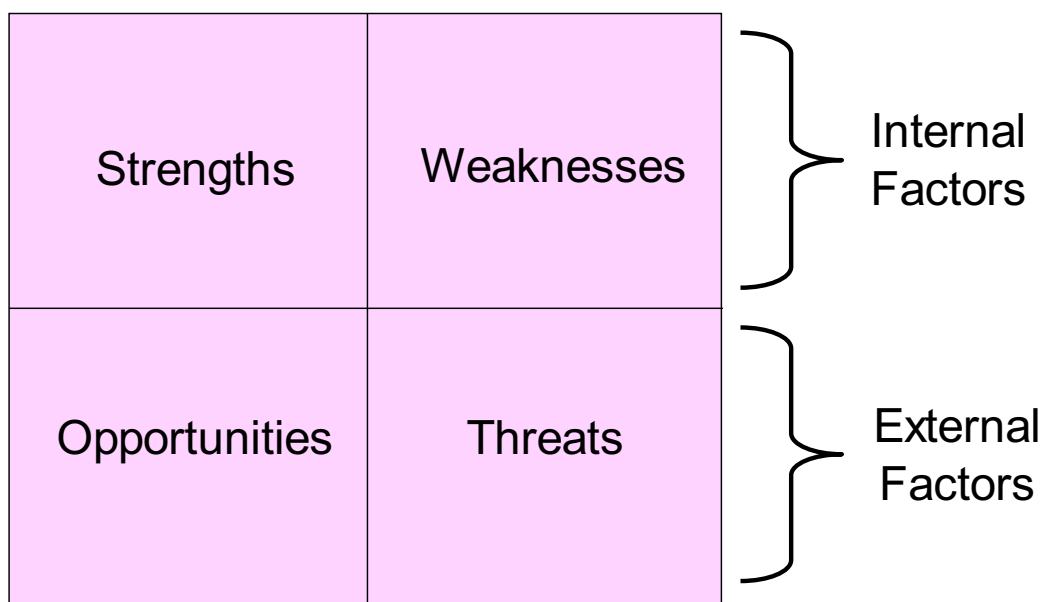 Strengths
Weaknesses
Internal
Factors
Opportunities
Threats
External
Factors